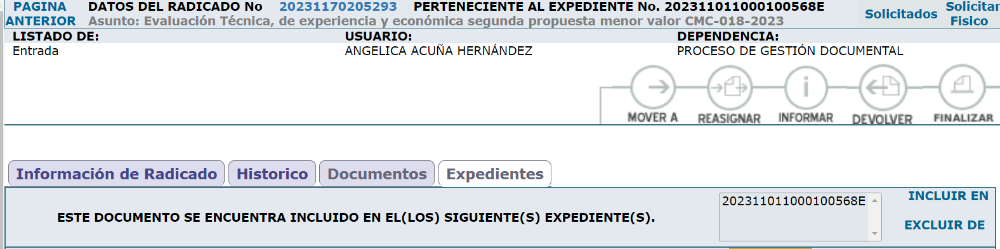 PAGINA ANTERIOR
DATOS DEL RADICADO No 20231170205293 PERTENECIENTE AL EXPEDIENTE No. 202311011000100568E
Asunto: Evaluación Técnica, de experiencia y económica segunda propuesta menor valor CMC-018-2023
Solicitados
Solicitar Fisico
LISTADO DE: USUARIO: DEPENDENCIA:
Entrada ANGELICA ACUÑA HERNÁNDEZ PROCESO DE GESTIÓN DOCUMENTAL
MOVER A REASIGNAR INFORMAR DEVOLVER FINALIZAR
Información de Radicado Historico Documentos Expedientes
ESTE DOCUMENTO SE ENCUENTRA INCLUIDO EN EL(LOS) SIGUIENTE(S) EXPEDIENTE(S).
202311011000100568E
INCLUIR EN
EXCLUIR DE